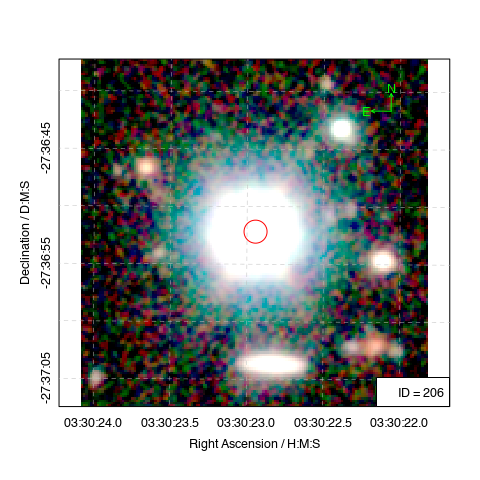 N
E
-27:36:45
-27:36:55
-27:37:05
Declination / D:M:S
ID = 206
03:30:24.0 03:30:23.5 03:30:23.0 03:30:22.5 03:30:22.0
Right Ascension / H:M:S